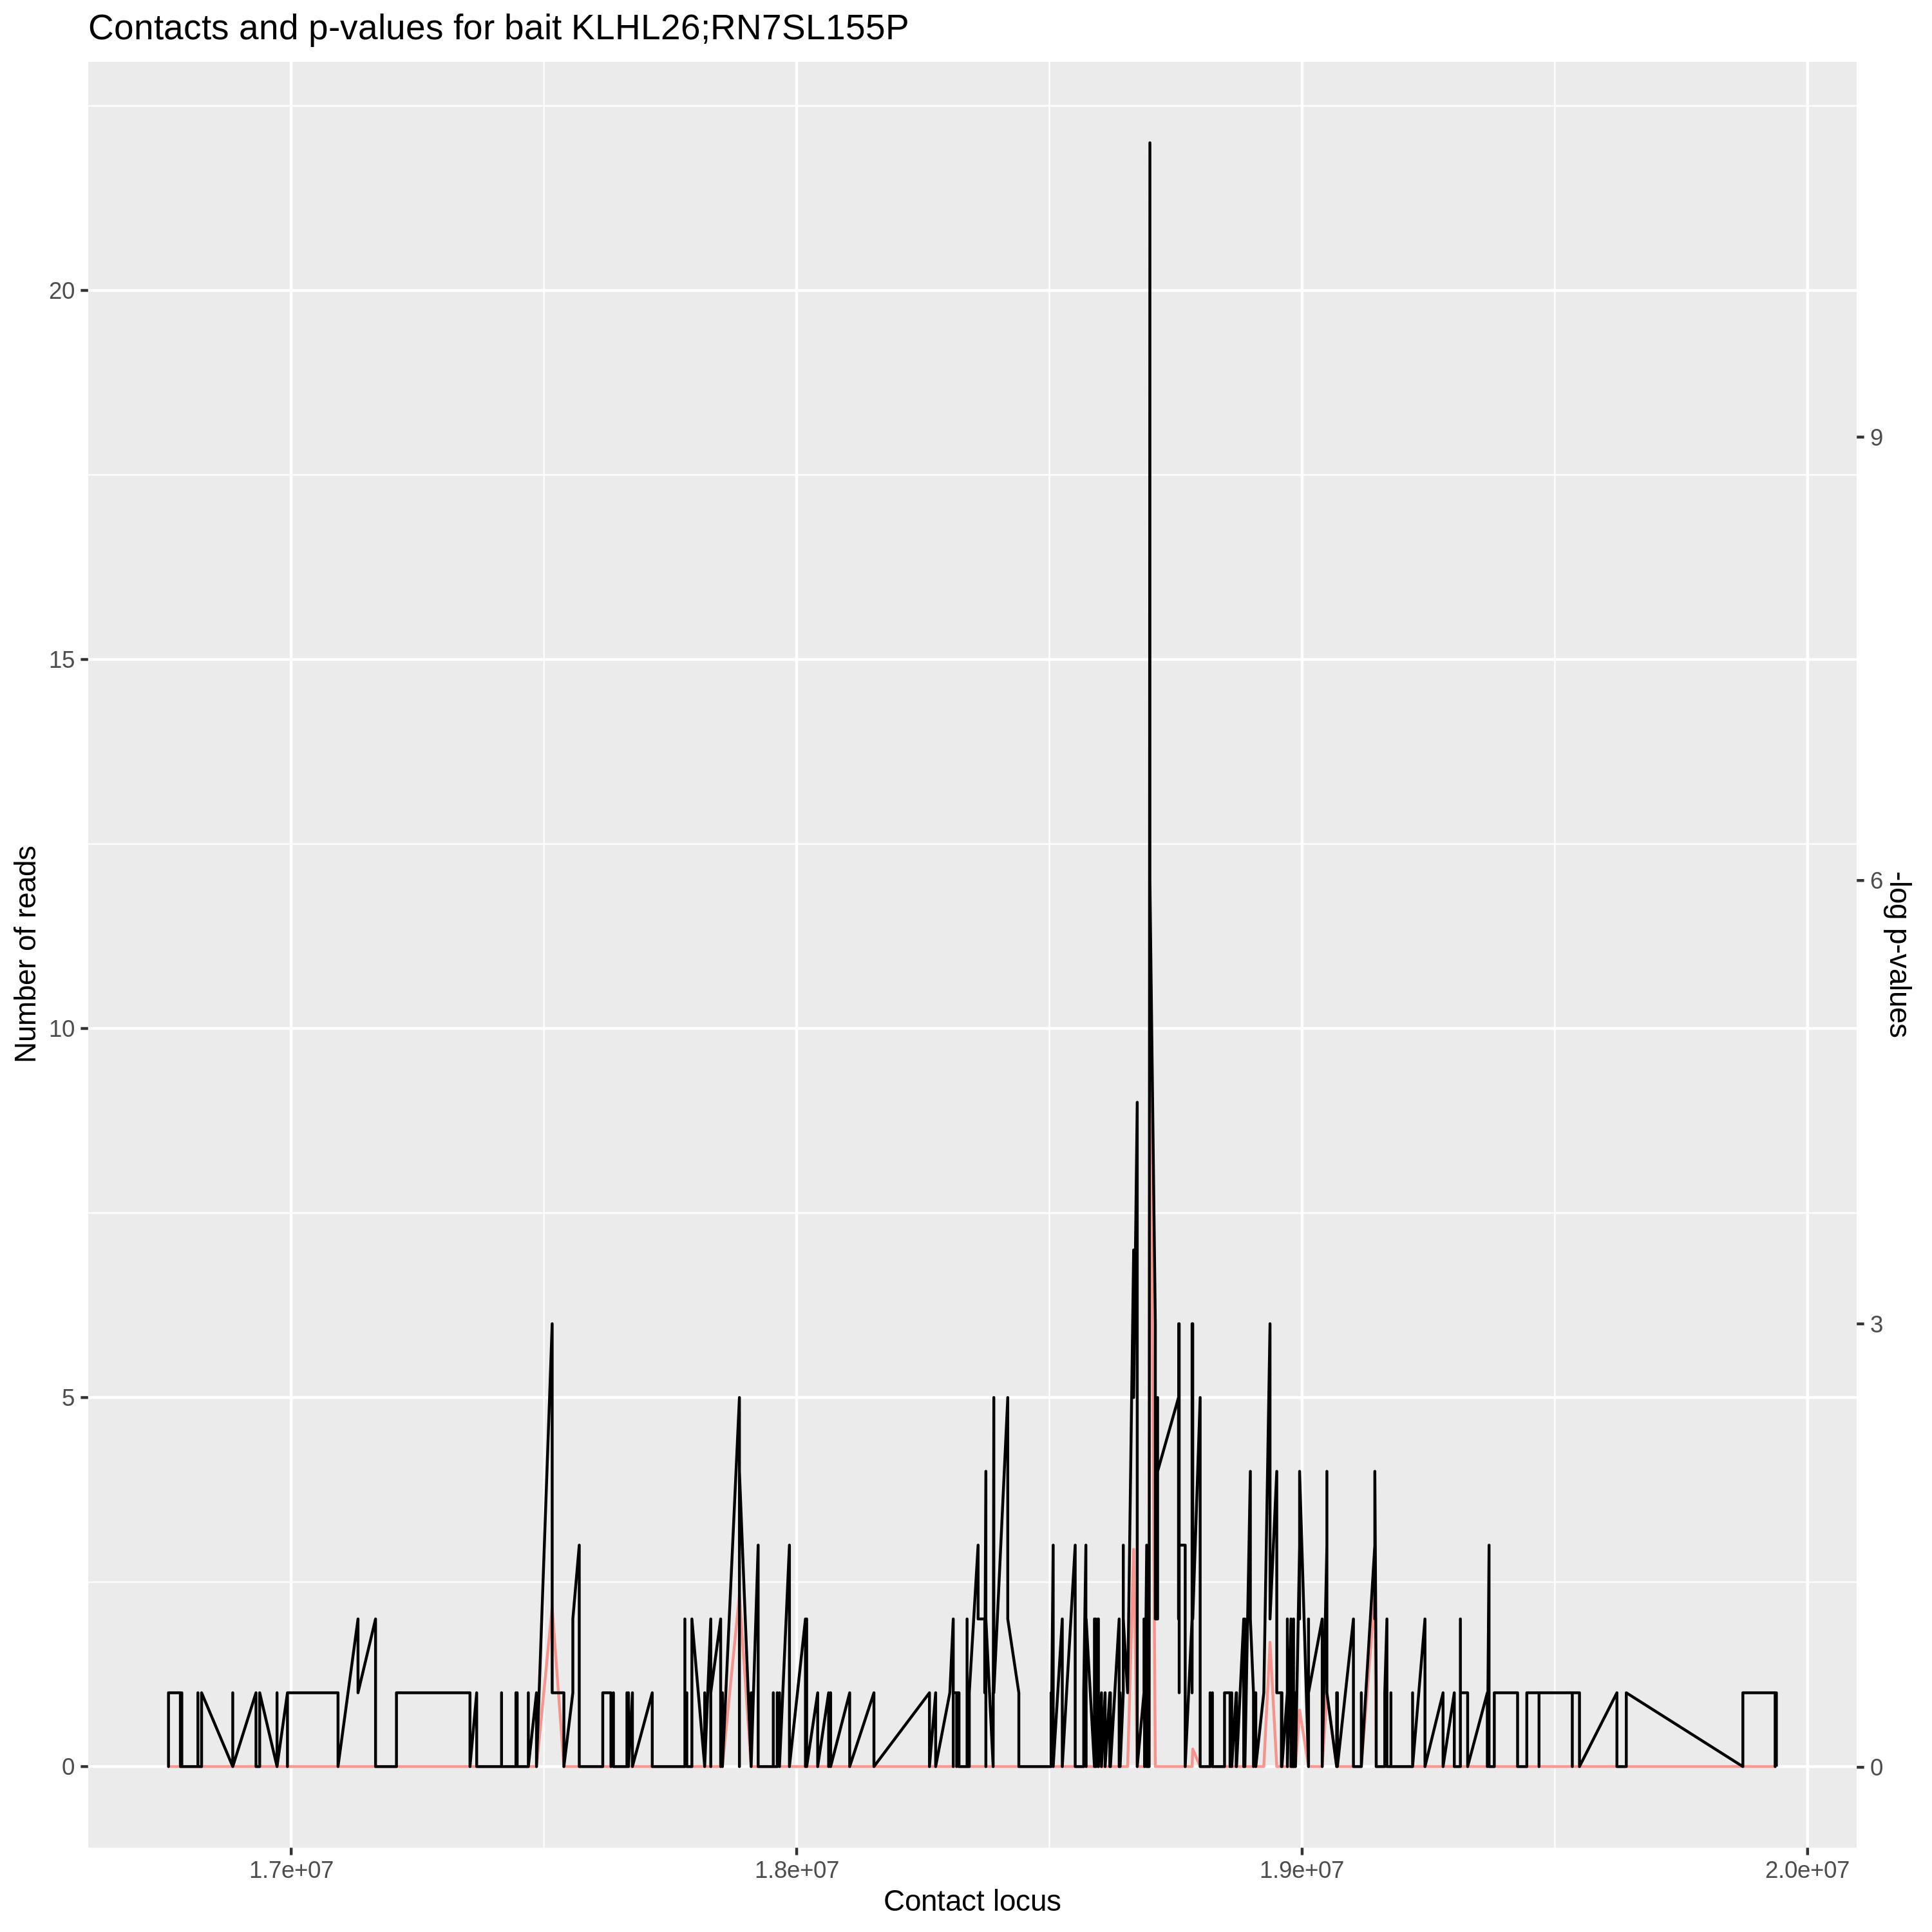 Contacts and p-values for bait KLHL26;RN7SL155P
20
15
10
5
0
Number of reads
9
6
3
0
-log p-values
1.7e+07
1.8e+07
1.9e+07
2.0e+07
Contact locus